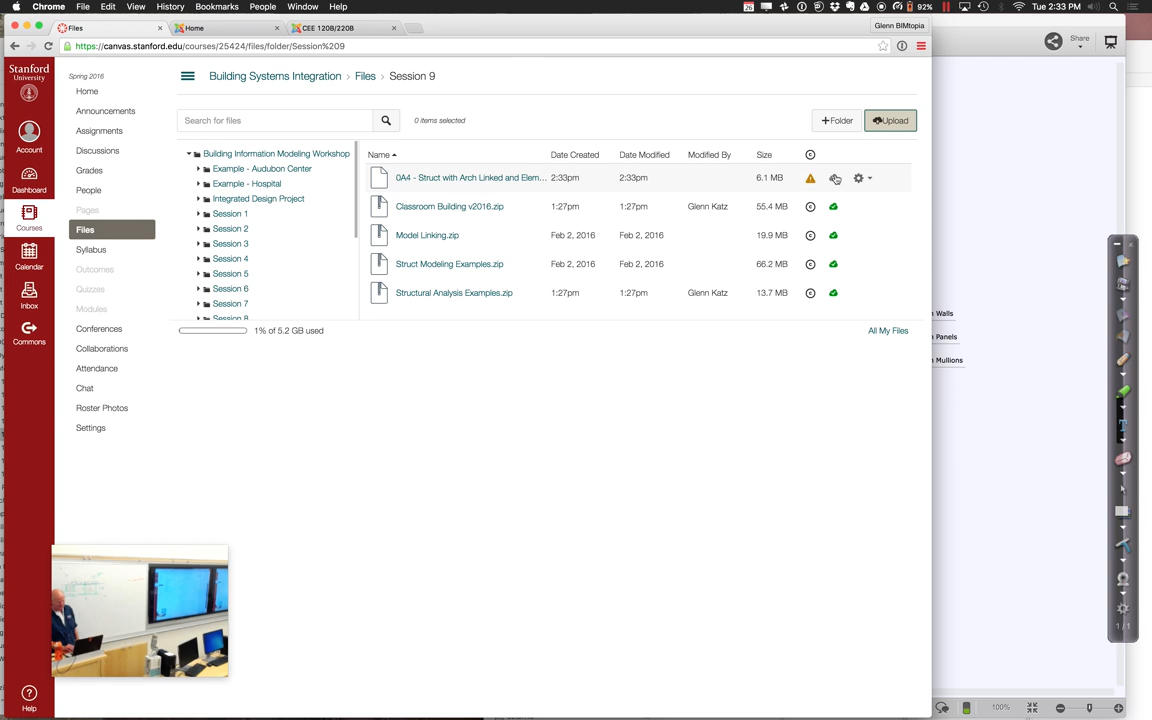 Chrome File Edit View History Bookmarks People Window Help
26
92%
Tue 2:33 PM
Files
Home
CEE 120B/220B
Glenn BIMtopia
https://canvas.stanford.edu/courses/25424/files/folder/Session%209
Share
Stanford
University
Account
Dashboard
Courses
Calendar
Inbox
Commons
Help
Spring 2016
Home
Announcements
Assignments
Discussions
Grades
People
Pages
Files
Syllabus
Outcomes
Quizzes
Modules
Conferences
Collaborations
Attendance
Chat
Roster Photos
Settings
Building Systems Integration › Files › Session 9
Search for files
0 items selected
+Folder
Upload
Building Information Modeling Workshop
Example - Audubon Center
Example - Hospital
Integrated Design Project
Session 1
Session 2
Session 3
Session 4
Session 5
Session 6
Session 7
Session 8
Name Date Created Date Modified Modified By Size
0A4 - Struct with Arch Linked and Elem... 2:33pm 2:33pm 6.1 MB
Classroom Building v2016.zip 1:27pm 1:27pm Glenn Katz 55.4 MB
Model Linking.zip Feb 2, 2016 Feb 2, 2016 19.9 MB
Struct Modeling Examples.zip Feb 2, 2016 Feb 2, 2016 66.2 MB
Structural Analysis Examples.zip 1:27pm 1:27pm Glenn Katz 13.7 MB
1% of 5.2 GB used
All My Files
n Walls
n Panels
n Mullions
1 / 1
100%